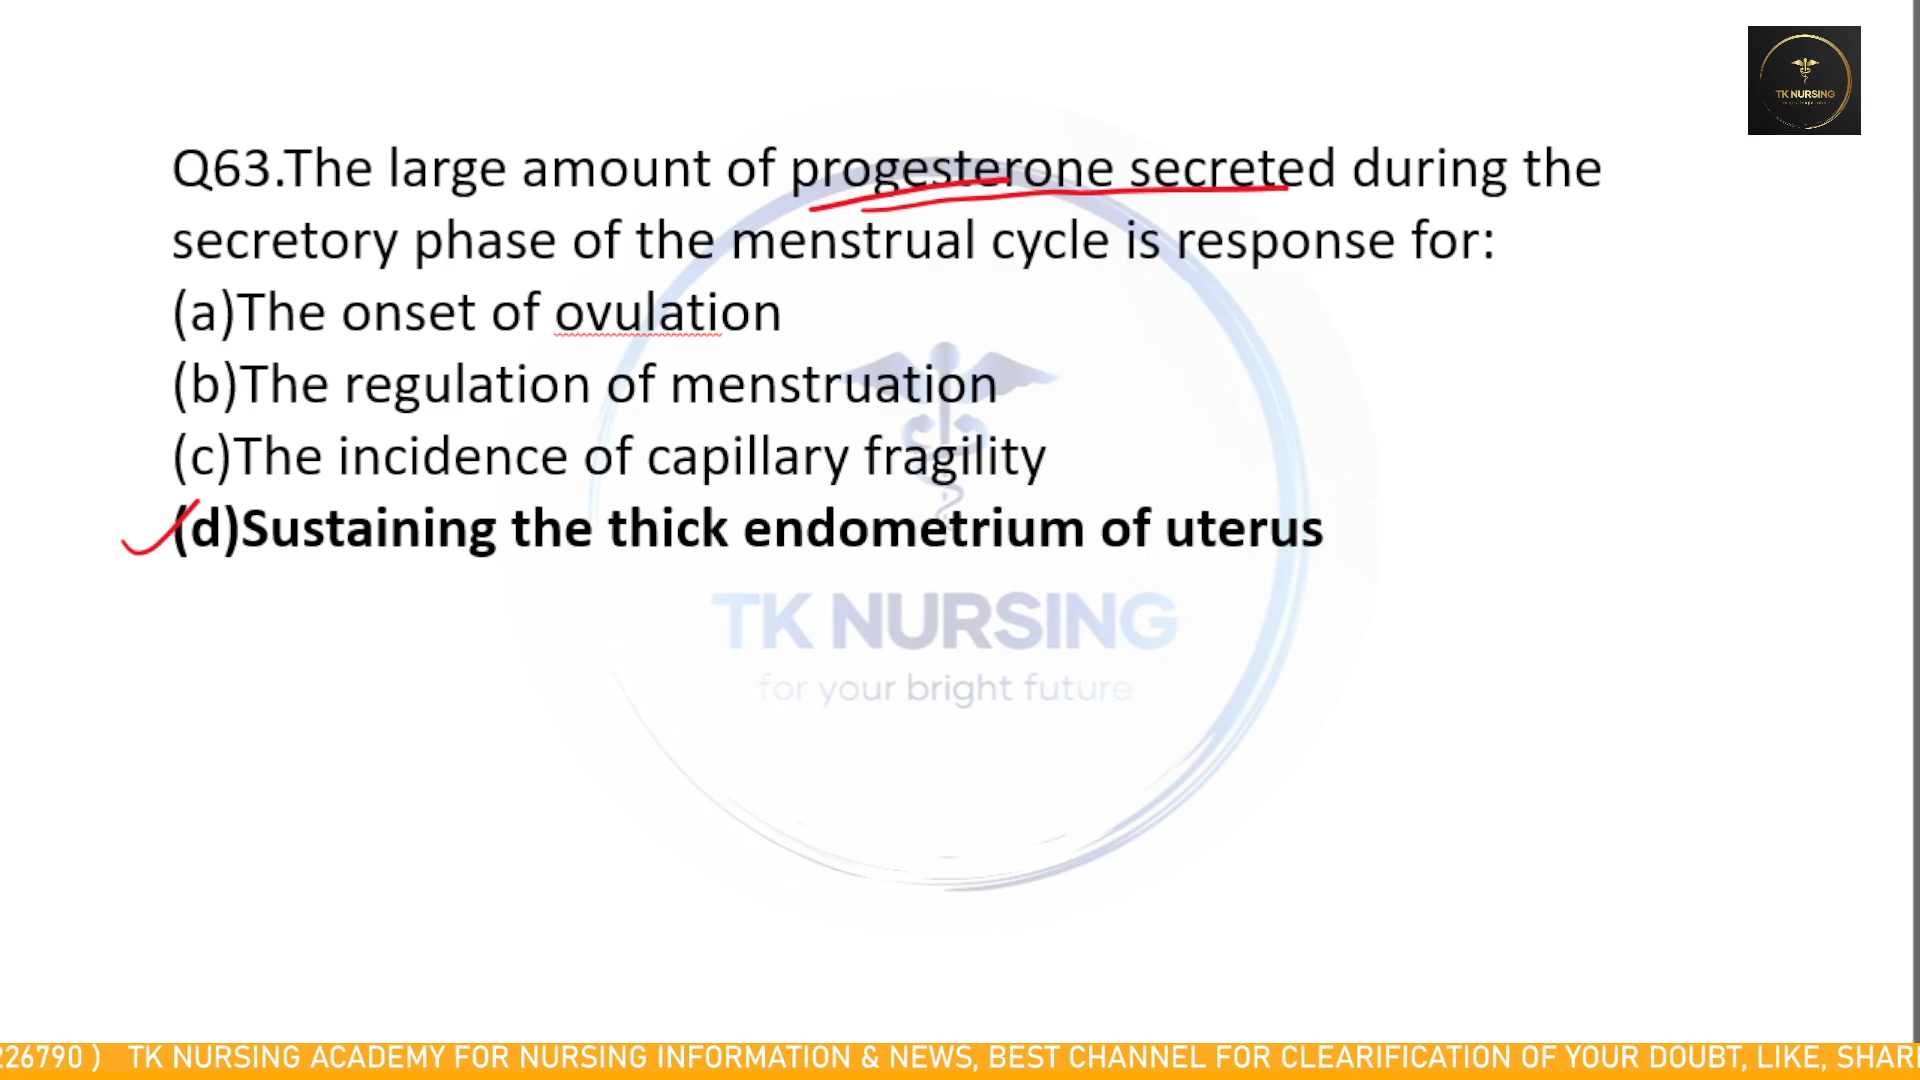 TK NURSING
Q63.The large amount of progesterone secreted during the
secretory phase of the menstrual cycle is response for:
(a)The onset of ovulation
(b)The regulation of menstruation
(c)The incidence of capillary fragility
(d)Sustaining the thick endometrium of uterus
TK NURSING
for your bright future
226790 ) TK NURSING ACADEMY FOR NURSING INFORMATION & NEWS, BEST CHANNEL FOR CLEARIFICATION OF YOUR DOUBT, LIKE, SHAR